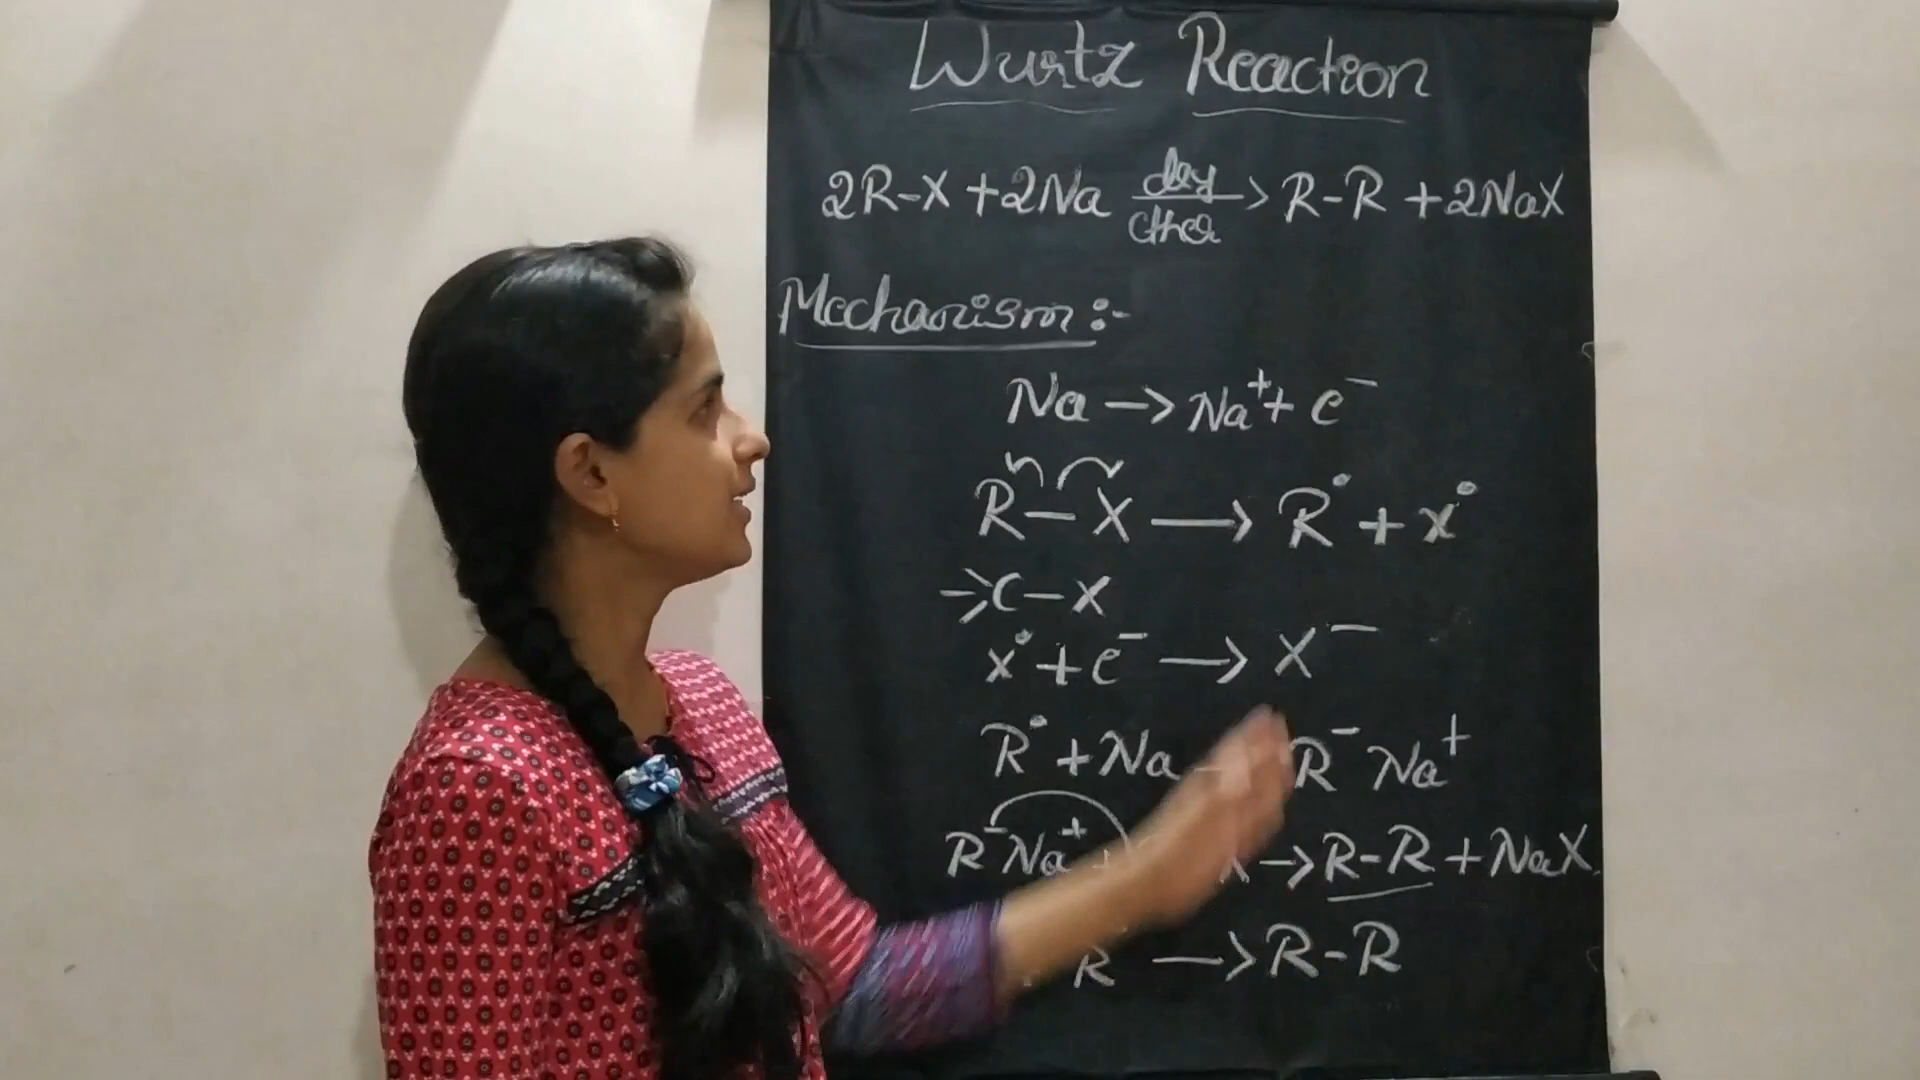 Wurtz Reaction
2R-X + 2Na dry ether → R-R + 2NaX
Mechanism :-
Na → Na⁺ + e⁻
R-X → R• + x•
⋺C-X
x• + e⁻ → X⁻
R• + Na R⁻ Na⁺
R⁻Na⁺ + X → R-R + NaX
R → R-R